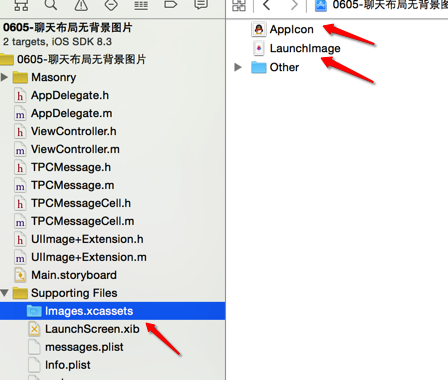 0605-聊天布局无背景图片
2 targets, iOS SDK 8.3
0605-聊天布局无背景图片
Masonry
AppDelegate.h
AppDelegate.m
ViewController.h
ViewController.m
TPCMessage.h
TPCMessage.m
TPCMessageCell.h
TPCMessageCell.m
UIImage+Extension.h
UIImage+Extension.m
Main.storyboard
Supporting Files
Images.xcassets
LaunchScreen.xib
messages.plist
Info.plist
0605-聊天布局无背景图片
AppIcon
LaunchImage
Other